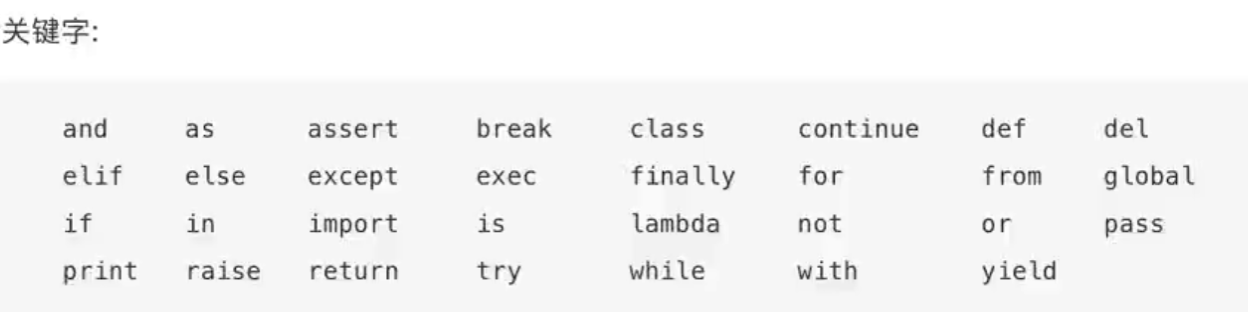 关键字:
and as assert break class continue def del
elif else except exec finally for from global
if in import is lambda not or pass
print raise return try while with yield